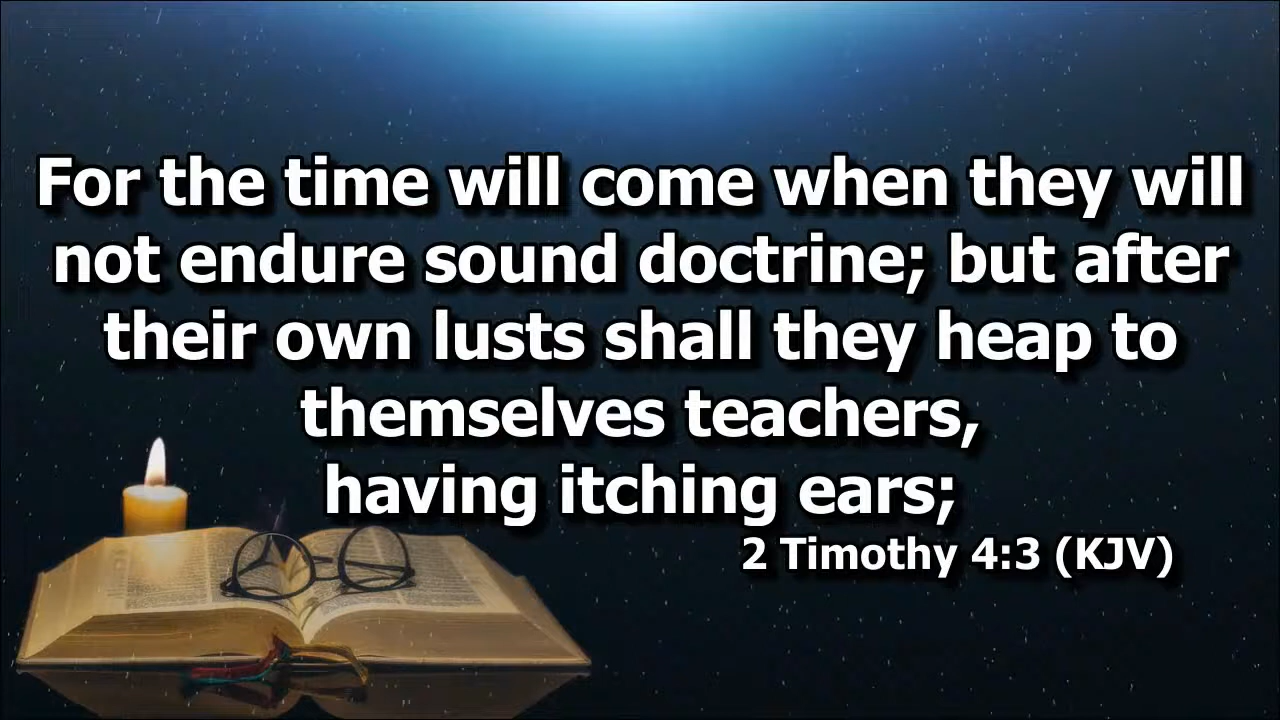 For the time will come when they will
not endure sound doctrine; but after
their own lusts shall they heap to
themselves teachers,
having itching ears;
2 Timothy 4:3 (KJV)